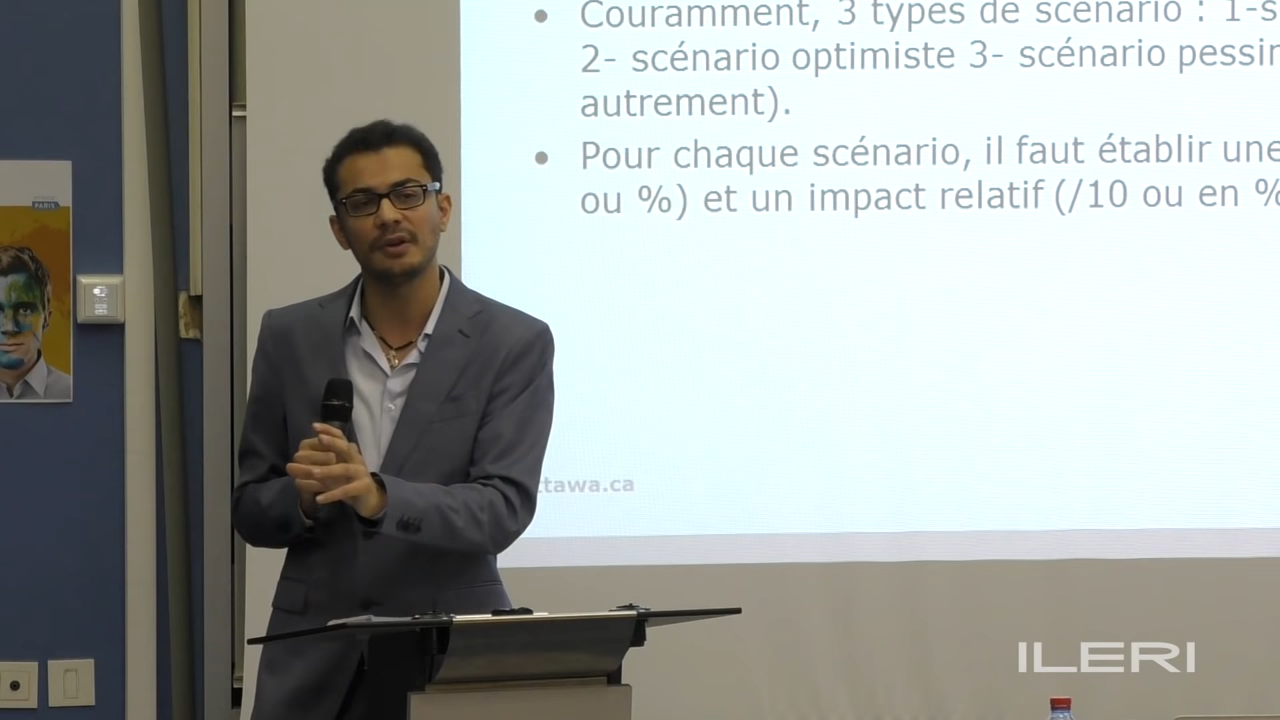 Couramment, 3 types de scénario : 1-s
2- scénario optimiste 3- scénario pessim
autrement).
Pour chaque scénario, il faut établir une
ou %) et un impact relatif (/10 ou en %
ttawa.ca
PARIS
ILERI